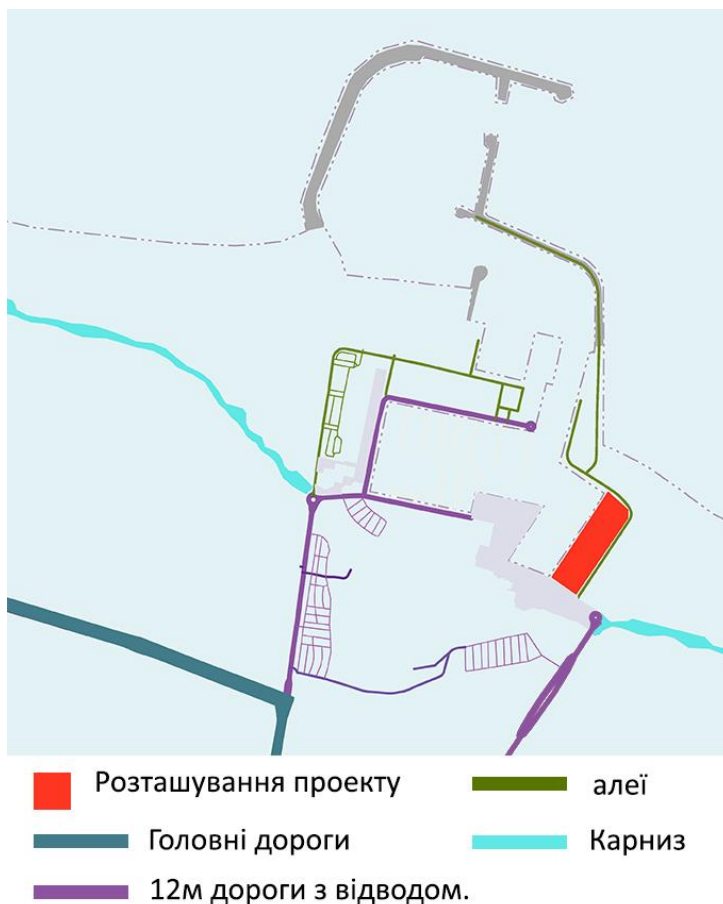 Розташування проекту
алеї
Головні дороги
Карниз
12м дороги з відводом.